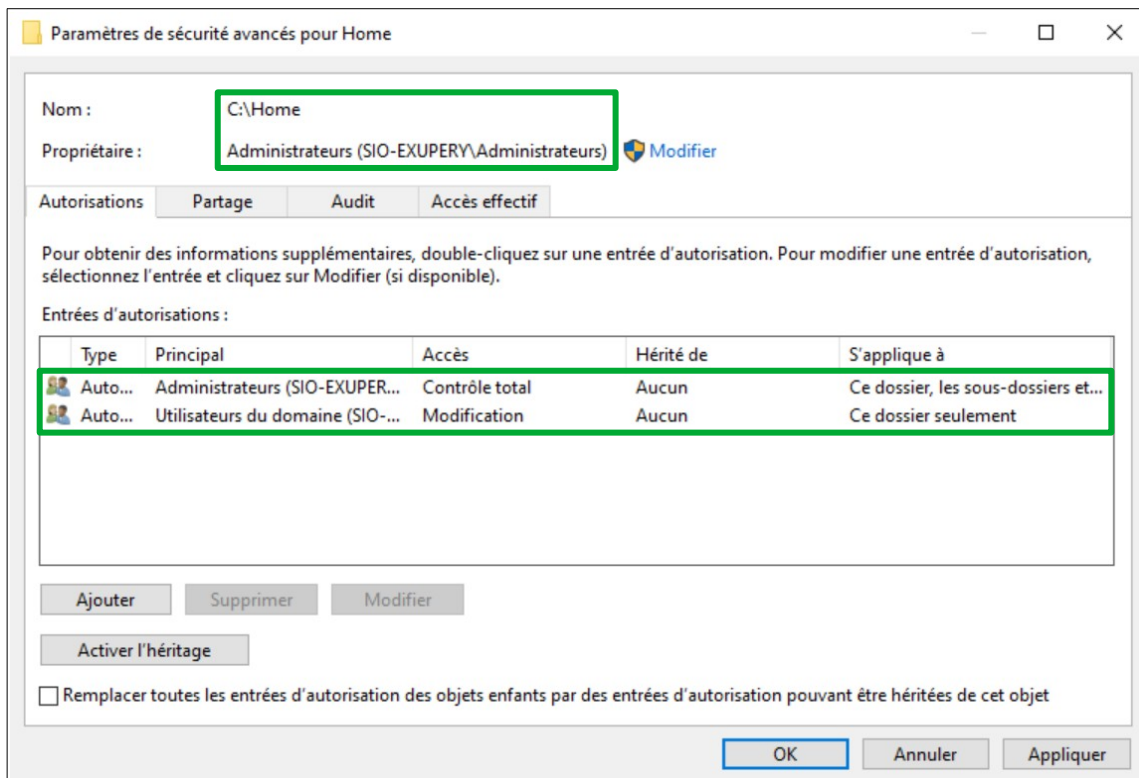 Paramètres de sécurité avancés pour Home
Nom : C:\Home
Propriétaire : Administrateurs (SIO-EXUPERY\Administrateurs) Modifier
Autorisations Partage Audit Accès effectif
Pour obtenir des informations supplémentaires, double-cliquez sur une entrée d'autorisation. Pour modifier une entrée d'autorisation,
sélectionnez l'entrée et cliquez sur Modifier (si disponible).
Entrées d'autorisations :
Type Principal Accès Hérité de S'applique à
Auto... Administrateurs (SIO-EXUPER... Contrôle total Aucun Ce dossier, les sous-dossiers et...
Auto... Utilisateurs du domaine (SIO-... Modification Aucun Ce dossier seulement
Ajouter Supprimer Modifier
Activer l'héritage
Remplacer toutes les entrées d'autorisation des objets enfants par des entrées d'autorisation pouvant être héritées de cet objet
OK Annuler Appliquer